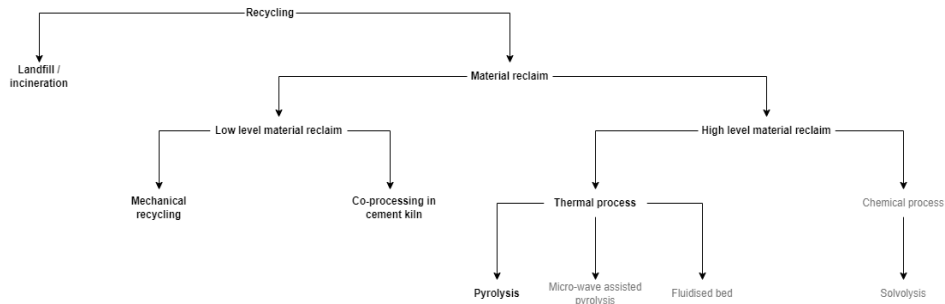 Recycling
Landfill /
incineration
Material reclaim
Low level material reclaim
High level material reclaim
Mechanical
recycling
Co-processing in
cement kiln
Thermal process
Chemical process
Pyrolysis
Micro-wave assisted
pyrolysis
Fluidised bed
Solvolysis